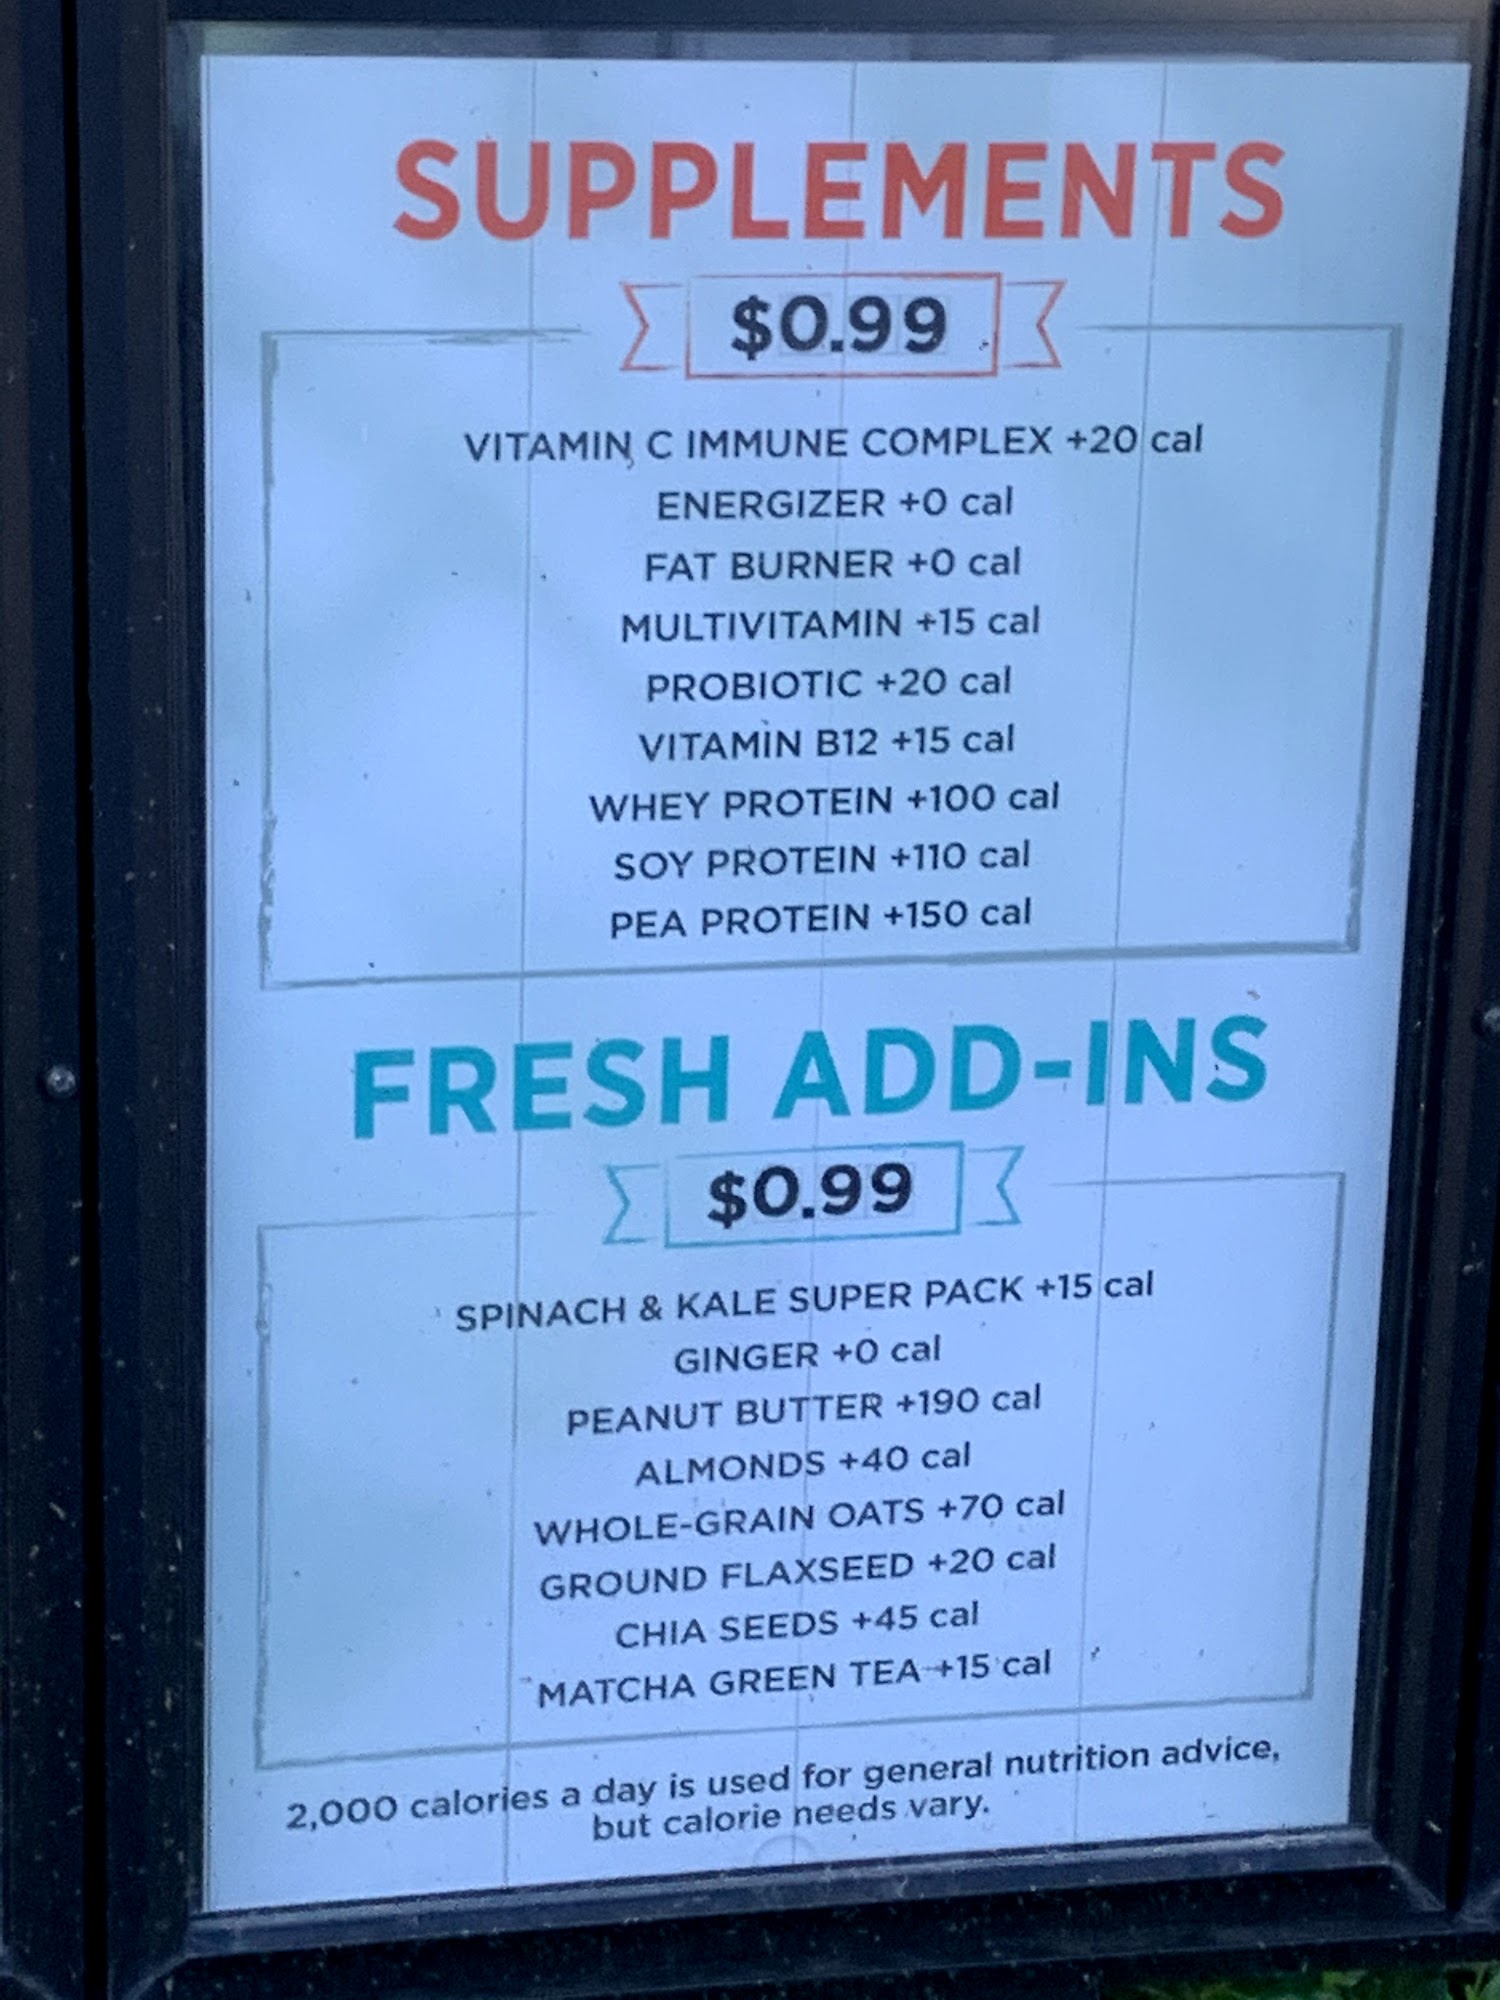 SUPPLEMENTS
$0.99
VITAMIN C IMMUNE COMPLEX +20 cal
ENERGIZER +0 cal
FAT BURNER +0 cal
MULTIVITAMIN +15 cal
PROBIOTIC +20 cal
VITAMIN B12 +15 cal
WHEY PROTEIN +100 cal
SOY PROTEIN +110 cal
PEA PROTEIN +150 cal
FRESH ADD-INS
$0.99
SPINACH & KALE SUPER PACK +15 cal
GINGER +0 cal
PEANUT BUTTER +190 cal
ALMONDS +40 cal
WHOLE-GRAIN OATS +70 cal
GROUND FLAXSEED +20 cal
CHIA SEEDS +45 cal
MATCHA GREEN TEA +15 cal
2,000 calories a day is used for general nutrition advice,
but calorie needs vary.